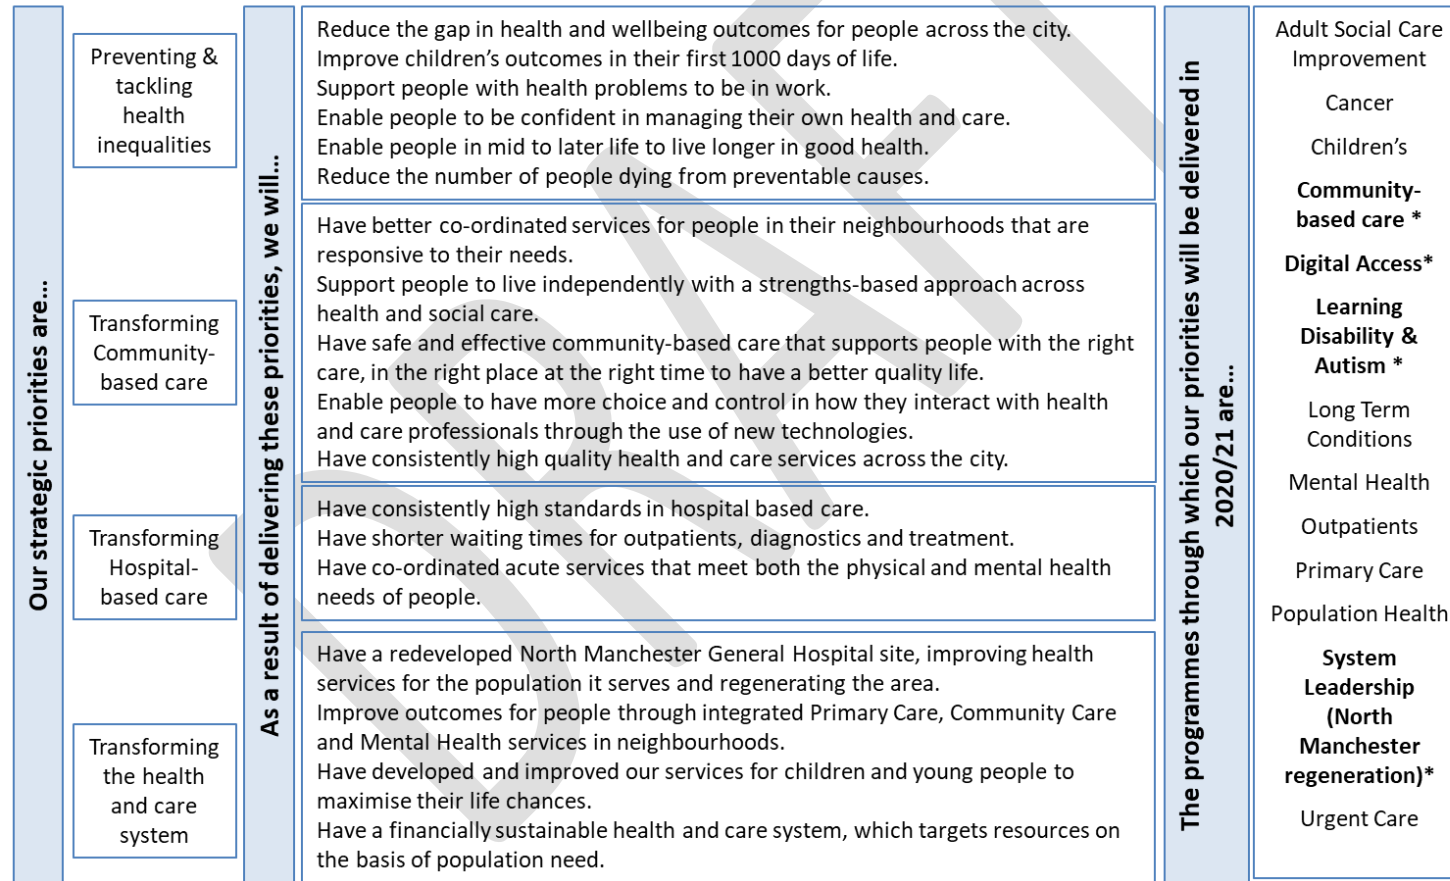 Our strategic priorities are...
Preventing &
tackling
health
inequalities
Transforming
Community-
based care
Transforming
Hospital-
based care
Transforming
the health
and care
system
As a result of delivering these priorities, we will...
Reduce the gap in health and wellbeing outcomes for people across the city.
Improve children’s outcomes in their first 1000 days of life.
Support people with health problems to be in work.
Enable people to be confident in managing their own health and care.
Enable people in mid to later life to live longer in good health.
Reduce the number of people dying from preventable causes.
Have better co-ordinated services for people in their neighbourhoods that are
responsive to their needs.
Support people to live independently with a strengths-based approach across
health and social care.
Have safe and effective community-based care that supports people with the right
care, in the right place at the right time to have a better quality life.
Enable people to have more choice and control in how they interact with health
and care professionals through the use of new technologies.
Have consistently high quality health and care services across the city.
Have consistently high standards in hospital based care.
Have shorter waiting times for outpatients, diagnostics and treatment.
Have co-ordinated acute services that meet both the physical and mental health
needs of people.
Have a redeveloped North Manchester General Hospital site, improving health
services for the population it serves and regenerating the area.
Improve outcomes for people through integrated Primary Care, Community Care
and Mental Health services in neighbourhoods.
Have developed and improved our services for children and young people to
maximise their life chances.
Have a financially sustainable health and care system, which targets resources on
the basis of population need.
The programmes through which our priorities will be delivered in
2020/21 are...
Adult Social Care
Improvement
Cancer
Children’s
Community-
based care *
Digital Access*
Learning
Disability &
Autism *
Long Term
Conditions
Mental Health
Outpatients
Primary Care
Population Health
System
Leadership
(North
Manchester
regeneration)*
Urgent Care
DRAFT